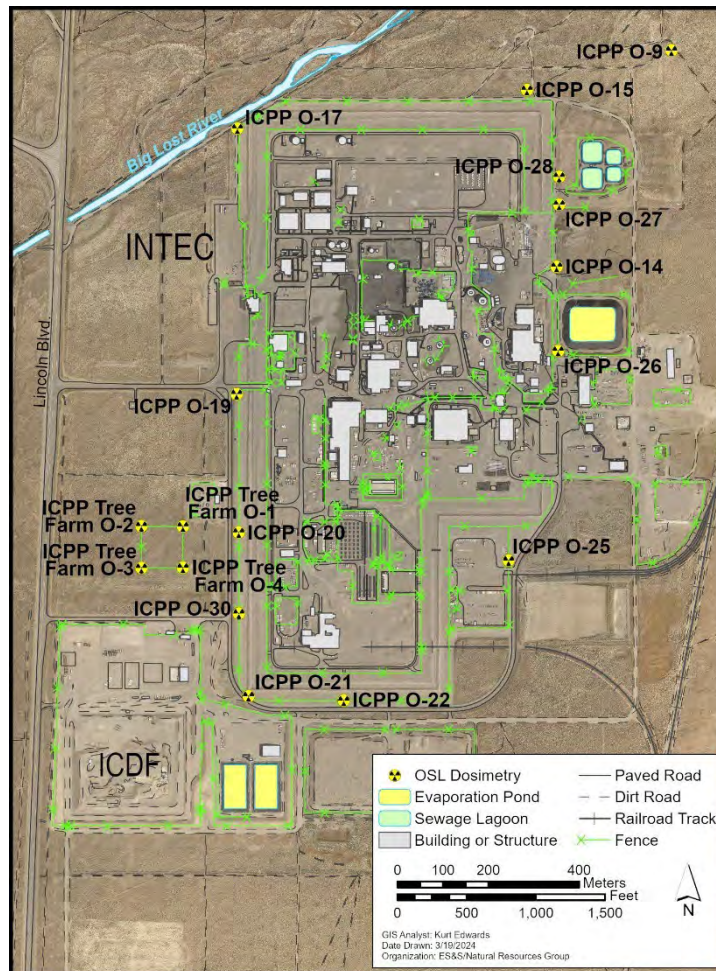 ICPP O-9
ICPP O-15
ICPP O-17
Big Lost River
ICPP O-28
ICPP O-27
INTEC
ICPP O-14
Lincoln Blvd.
ICPP O-26
ICPP O-19
ICPP Tree
Farm O-2
ICPP Tree
Farm O-1
ICPP O-20
ICPP Tree
Farm O-3
ICPP Tree
Farm O-4
ICPP O-25
ICPP O-30
ICPP O-21
ICPP O-22
ICDF
OSL Dosimetry
Evaporation Pond
Sewage Lagoon
Building or Structure
Paved Road
Dirt Road
Railroad Track
Fence
0 100 200 400
Meters
Feet
0 500 1,000 1,500
N
GIS Analyst: Kurt Edwards
Date Drawn: 3/19/2024
Organization: ES&S/Natural Resources Group